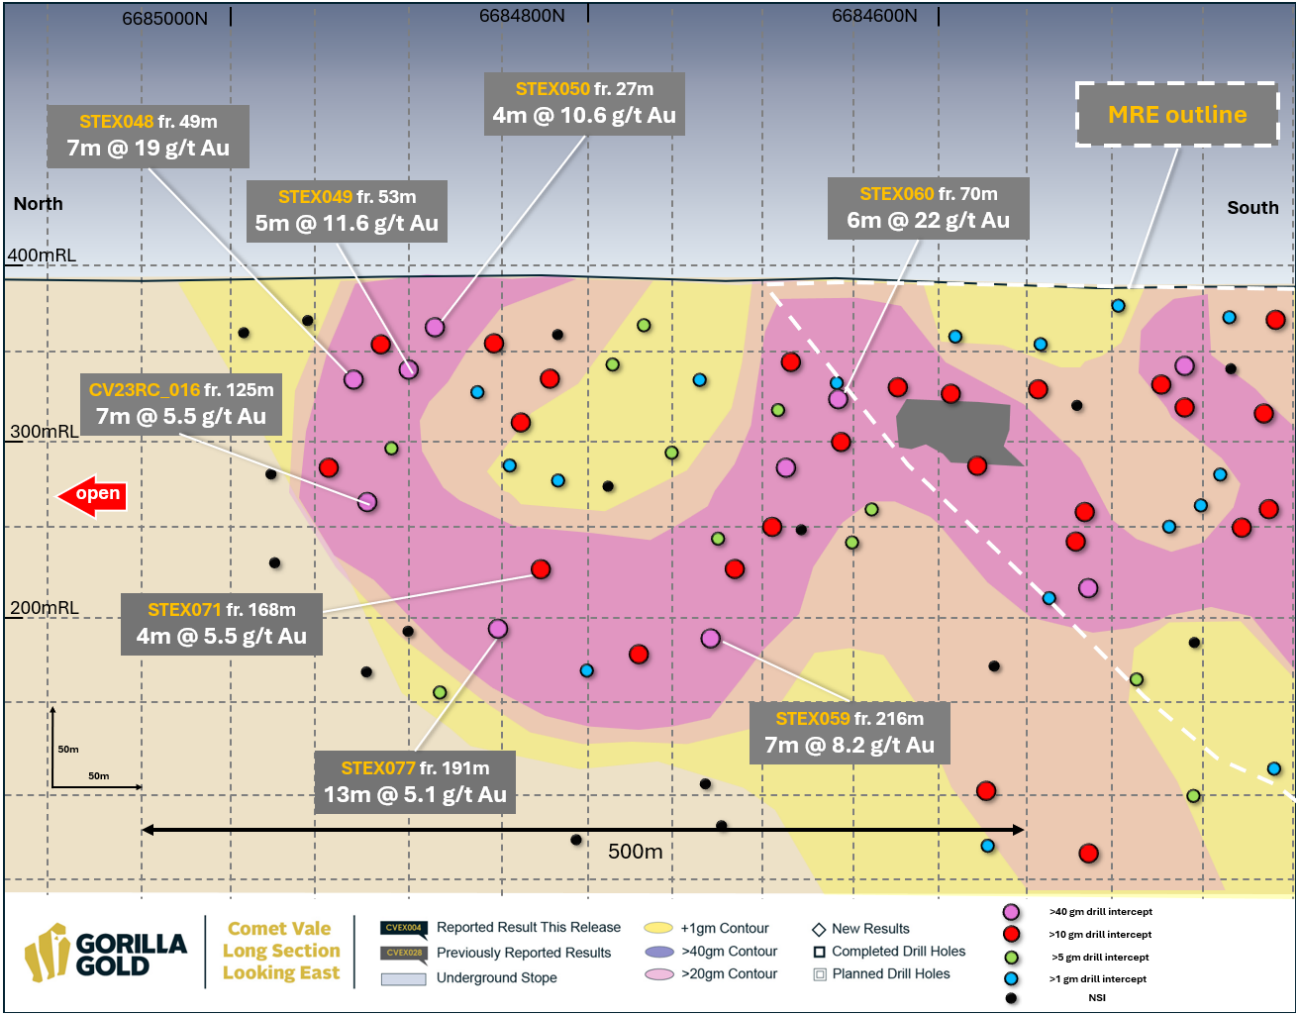 6685000N
6684800N
6684600N
STEX050 fr. 27m
4m @ 10.6 g/t Au
MRE outline
STEX048 fr. 49m
7m @ 19 g/t Au
STEX049 fr. 53m
5m @ 11.6 g/t Au
STEX060 fr. 70m
6m @ 22 g/t Au
North
South
400mRL
CV23RC_016 fr. 125m
7m @ 5.5 g/t Au
300mRL
open
200mRL
STEX071 fr. 168m
4m @ 5.5 g/t Au
STEX059 fr. 216m
7m @ 8.2 g/t Au
50m
50m
STEX077 fr. 191m
13m @ 5.1 g/t Au
500m
GORILLA
GOLD
Comet Vale
Long Section
Looking East
CVEX004 Reported Result This Release
CVEX028 Previously Reported Results
Underground Stope
+1gm Contour
>40gm Contour
>20gm Contour
New Results
Completed Drill Holes
Planned Drill Holes
>40 gm drill intercept
>10 gm drill intercept
>5 gm drill intercept
>1 gm drill intercept
NSI